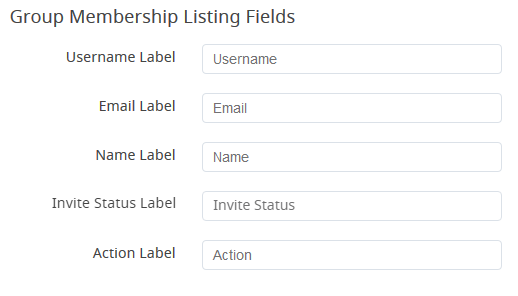 Group Membership Listing Fields
Username Label Username
Email Label Email
Name Label Name
Invite Status Label Invite Status
Action Label Action